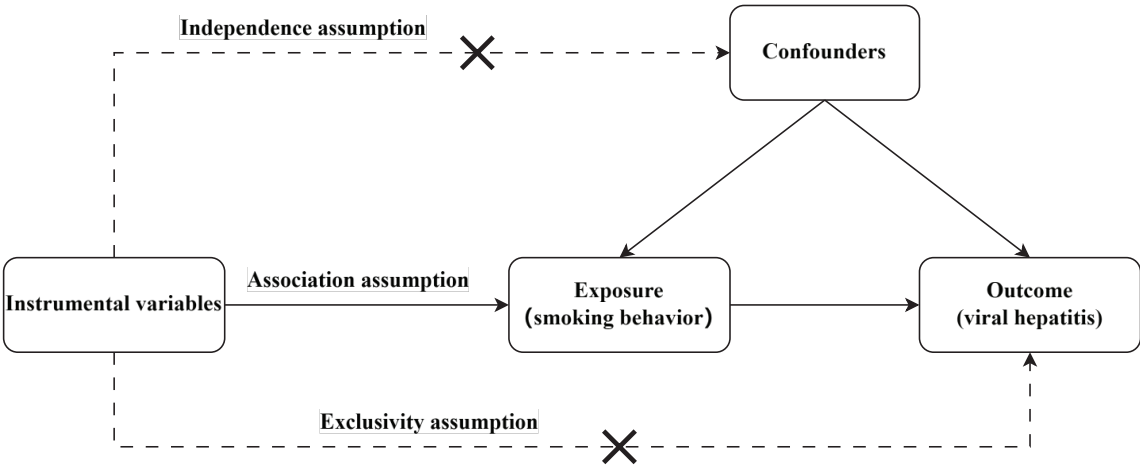 Independence assumption
Confounders
Association assumption
Instrumental variables
Exposure
(smoking behavior)
Outcome
(viral hepatitis)
Exclusivity assumption